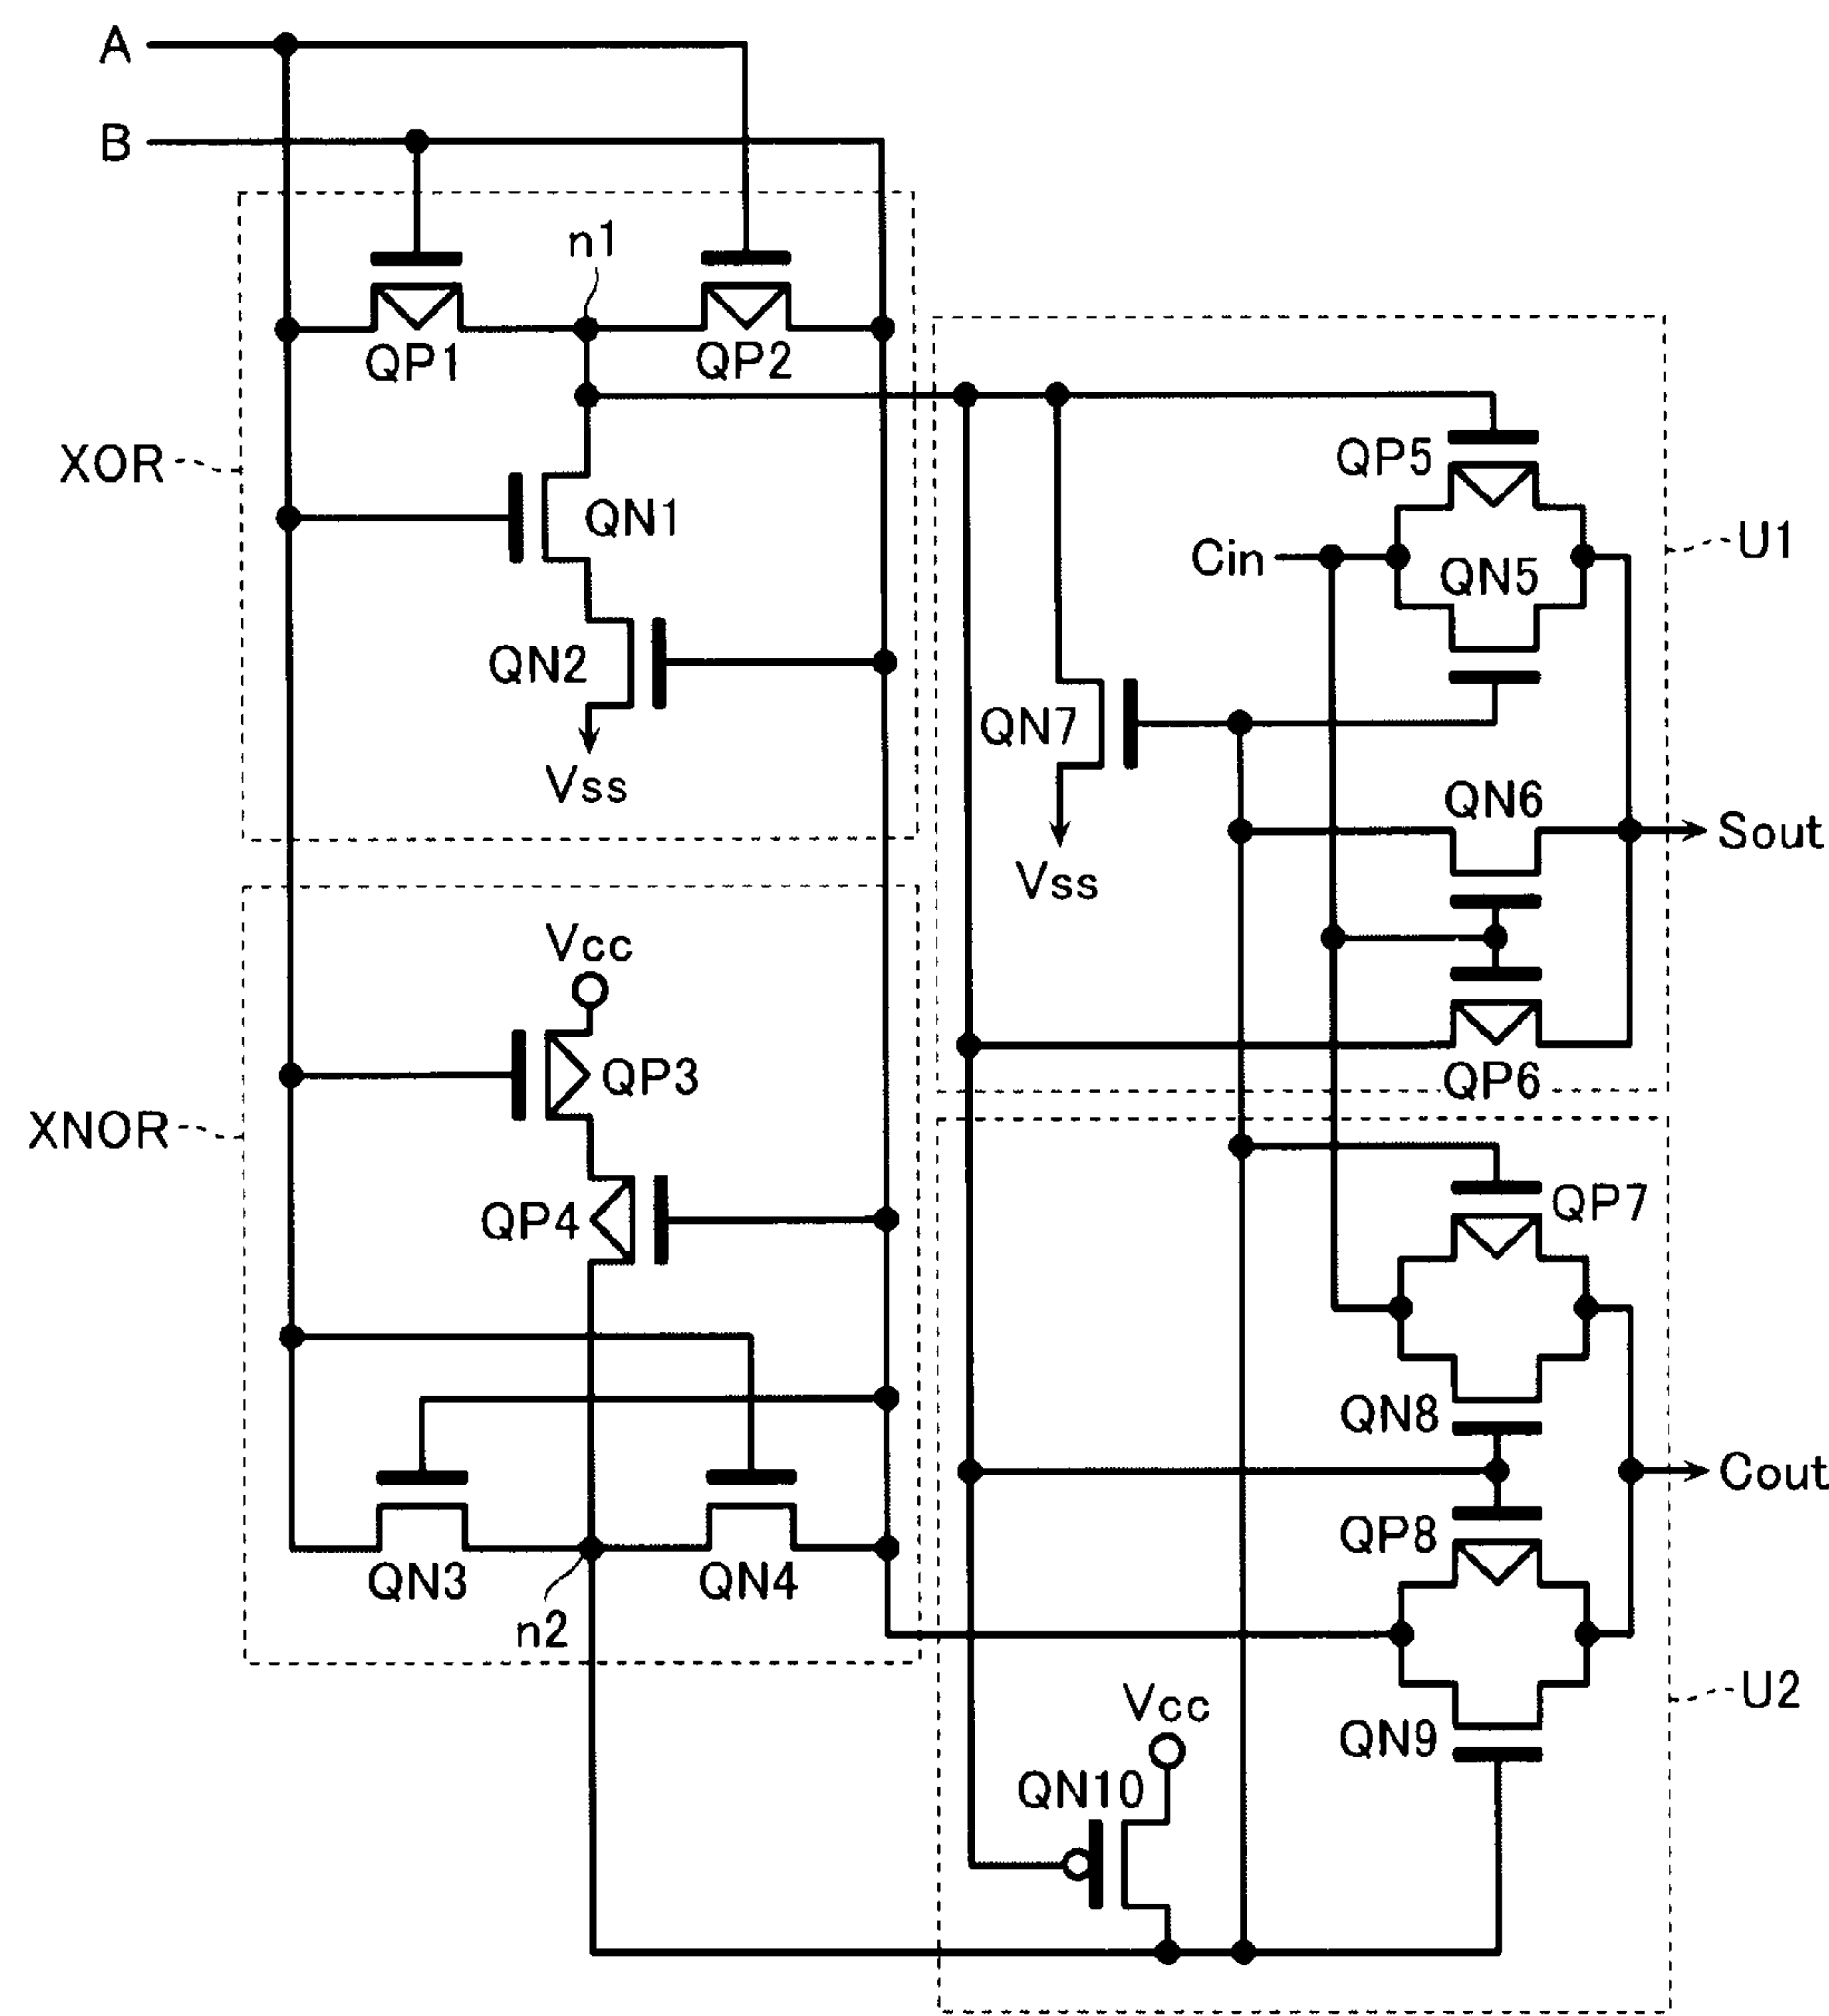 A
B
n1
QP1
QP2
XOR
QN1
QN2
Vss
QP5
Cin
QN5
U1
QN7
Vss
QN6
Sout
QP6
Vcc
QP3
XNOR
QP4
QP7
QN8
Cout
QP8
QN3
QN4
n2
QN9
U2
Vcc
QN10